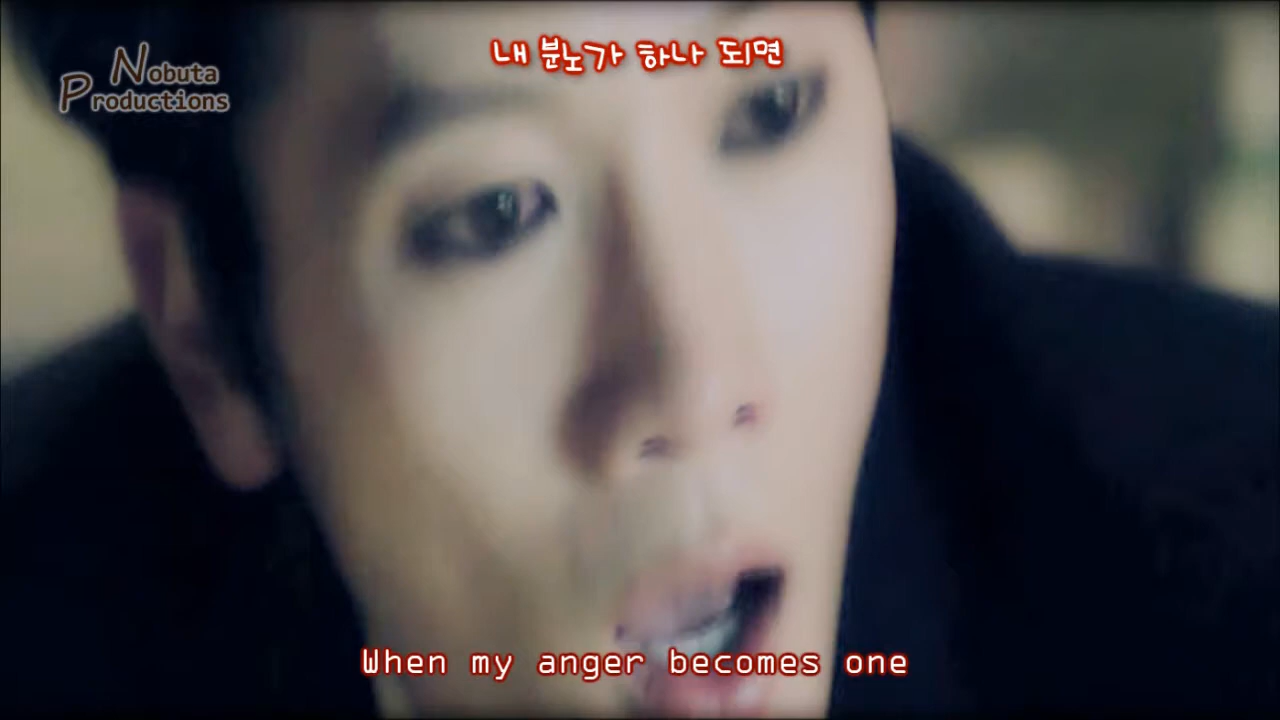 Nobuta
Productions
내 분노가 하나 되면
When my anger becomes one